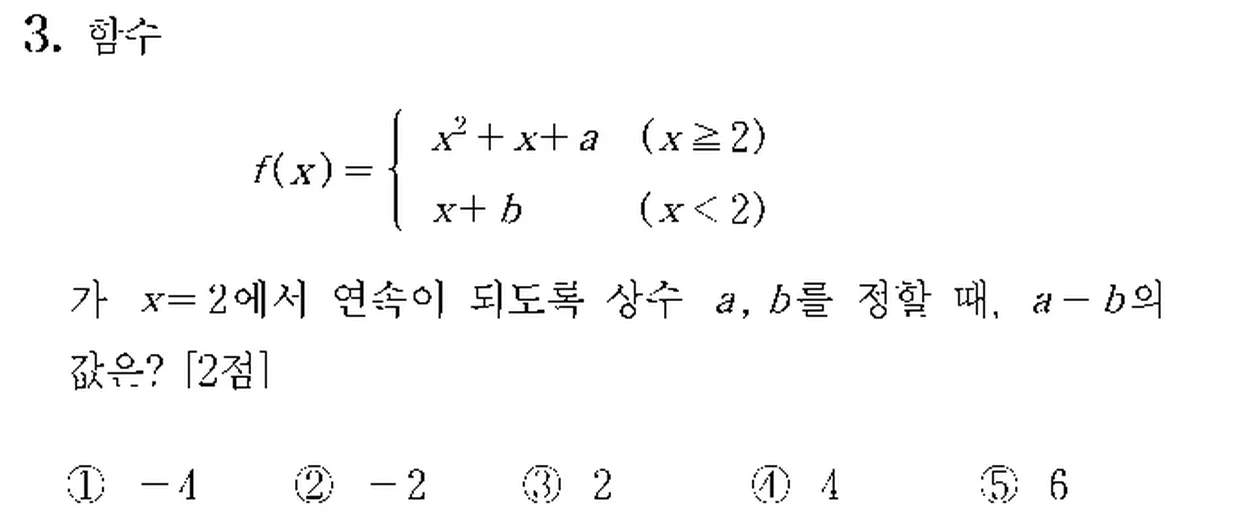 3. 함수
f(x) = { x² + x + a (x ≧ 2)
x + b (x < 2)
가 x = 2에서 연속이 되도록 상수 a, b를 정할 때, a - b의
값은? [2점]
① -4 ② -2 ③ 2 ④ 4 ⑤ 6